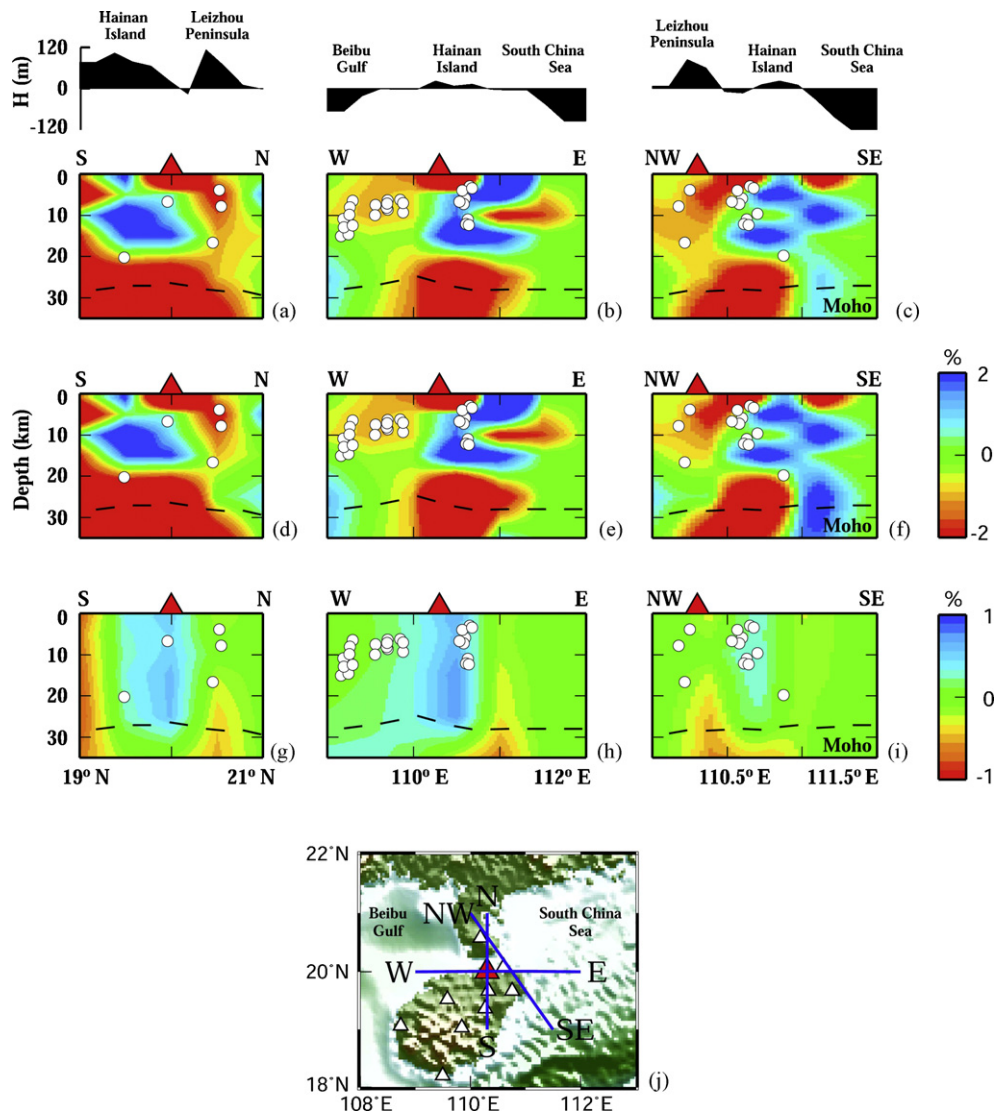 Hainan Island
Leizhou Peninsula
Beibu Gulf
Hainan Island
South China Sea
Leizhou Peninsula
Hainan Island
South China Sea
H (m)
120
0
-120
S N
W E
NW SE
0
10
20
30
(a)
(b)
Moho
(c)
S N
W E
NW SE
Depth (km)
0
10
20
30
(d)
(e)
Moho
(f)
%
2
0
-2
S N
W E
NW SE
0
10
20
30
(g)
(h)
Moho
(i)
%
1
0
-1
19° N 21° N
110° E 112° E
110.5° E 111.5° E
22°N
20°N
18°N
Beibu Gulf
South China Sea
NW
N
W
E
S
SE
(j)
108°E 110°E 112°E